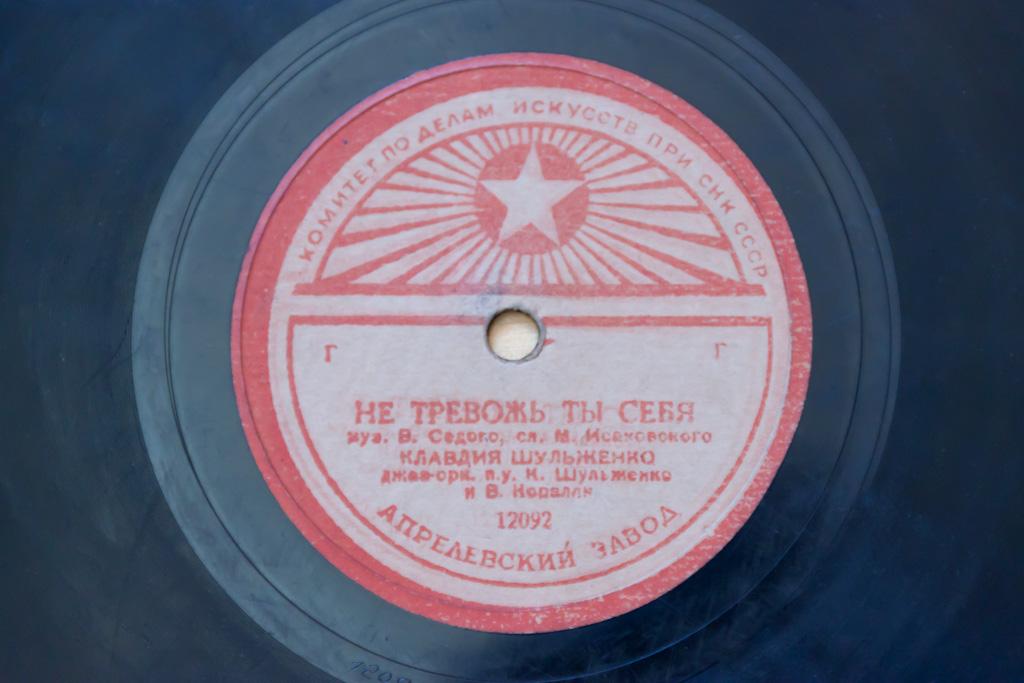 КОМИТЕТ ПО ДЕЛАМ ИСКУССТВ ПРИ СНК СССР
Г Г
НЕ ТРЕВОЖЬ ТЫ СЕБЯ
муз. В. Седого, сл. М. Исаковского
КЛАВДИЯ ШУЛЬЖЕНКО
джаз-орк. п.у. К. Шульженко
и В. Коралли
12092
АПРЕЛЕВСКИЙ ЗАВОД